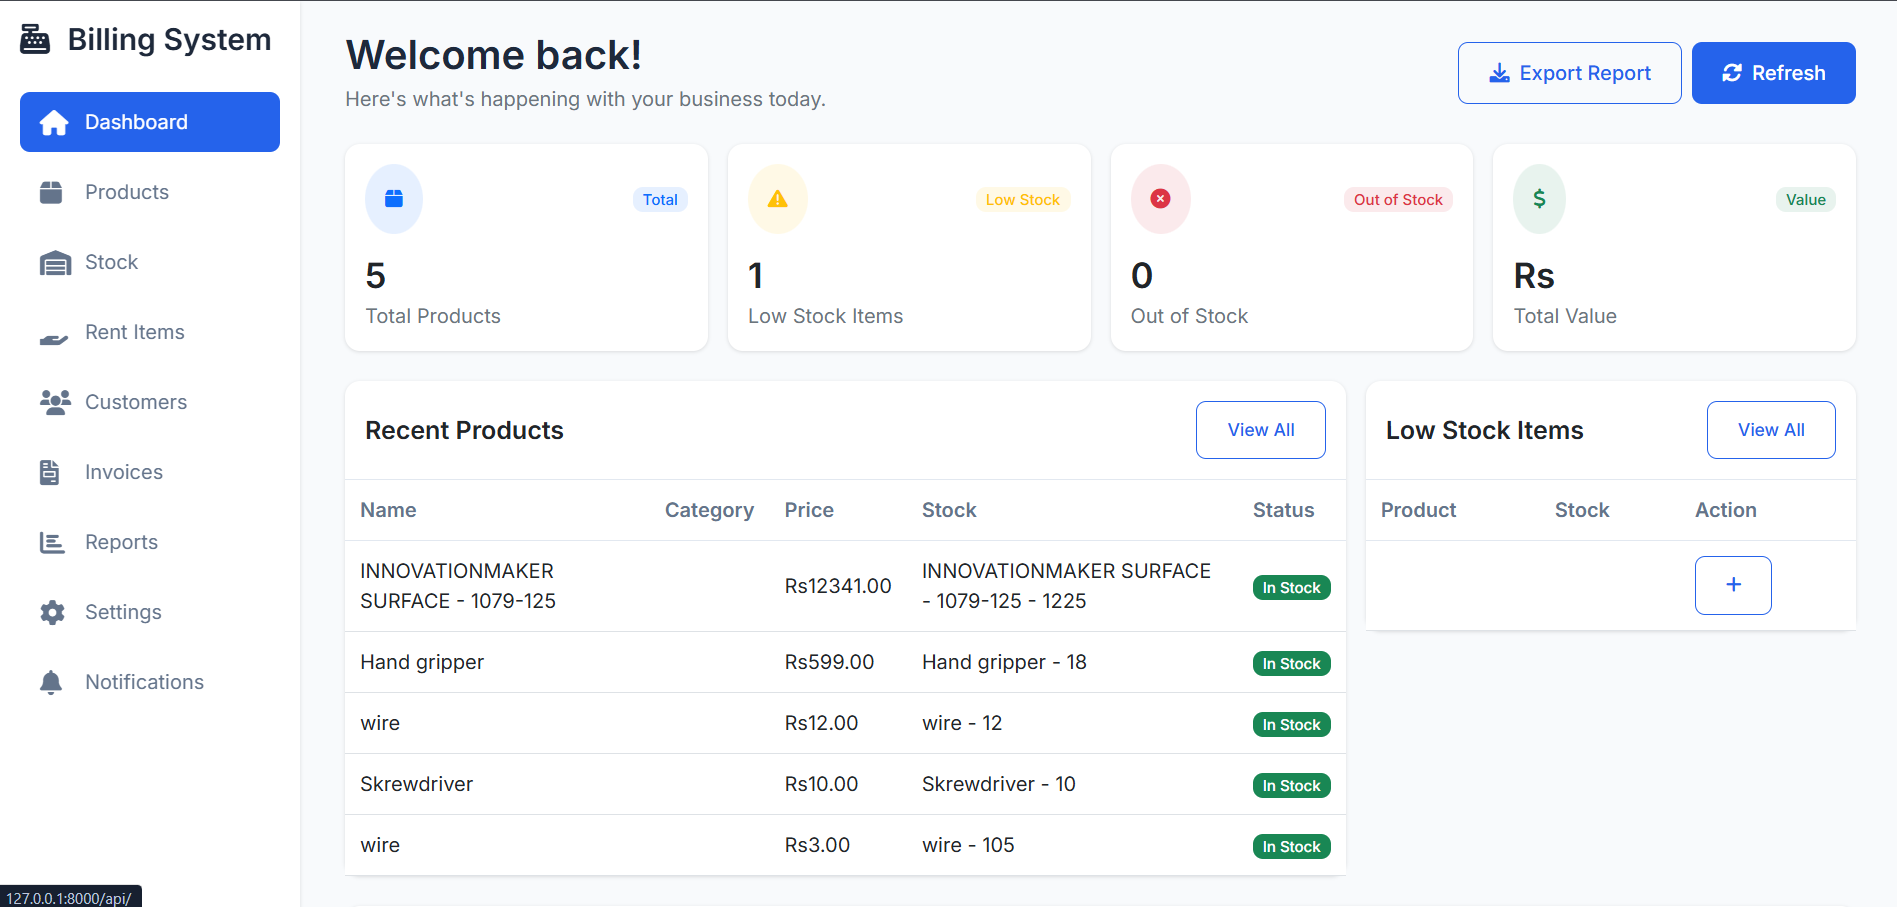 Billing System
Dashboard
Products
Stock
Rent Items
Customers
Invoices
Reports
Settings
Notifications
Welcome back!
Here's what's happening with your business today.
Export Report
Refresh
Total
5
Total Products
Low Stock
1
Low Stock Items
Out of Stock
0
Out of Stock
Value
Rs
Total Value
Recent Products
View All
Name Category Price Stock Status
INNOVATIONMAKER
SURFACE - 1079-125
Rs12341.00
INNOVATIONMAKER SURFACE
- 1079-125 - 1225
In Stock
Hand gripper Rs599.00 Hand gripper - 18 In Stock
wire Rs12.00 wire - 12 In Stock
Skrewdriver Rs10.00 Skrewdriver - 10 In Stock
wire Rs3.00 wire - 105 In Stock
Low Stock Items
View All
Product Stock Action
+
127.0.0.1:8000/api/